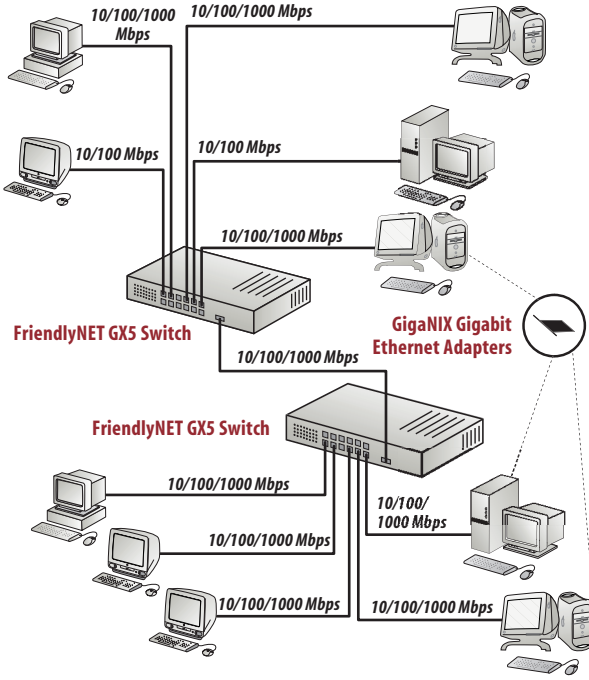 10/100/1000
Mbps
10/100/1000 Mbps
10/100 Mbps
10/100 Mbps
10/100/1000 Mbps
FriendlyNET GX5 Switch
GigaNIX Gigabit
Ethernet Adapters
10/100/1000 Mbps
FriendlyNET GX5 Switch
10/100/1000 Mbps
10/100/
1000 Mbps
10/100/1000 Mbps
10/100/1000 Mbps
10/100/1000 Mbps